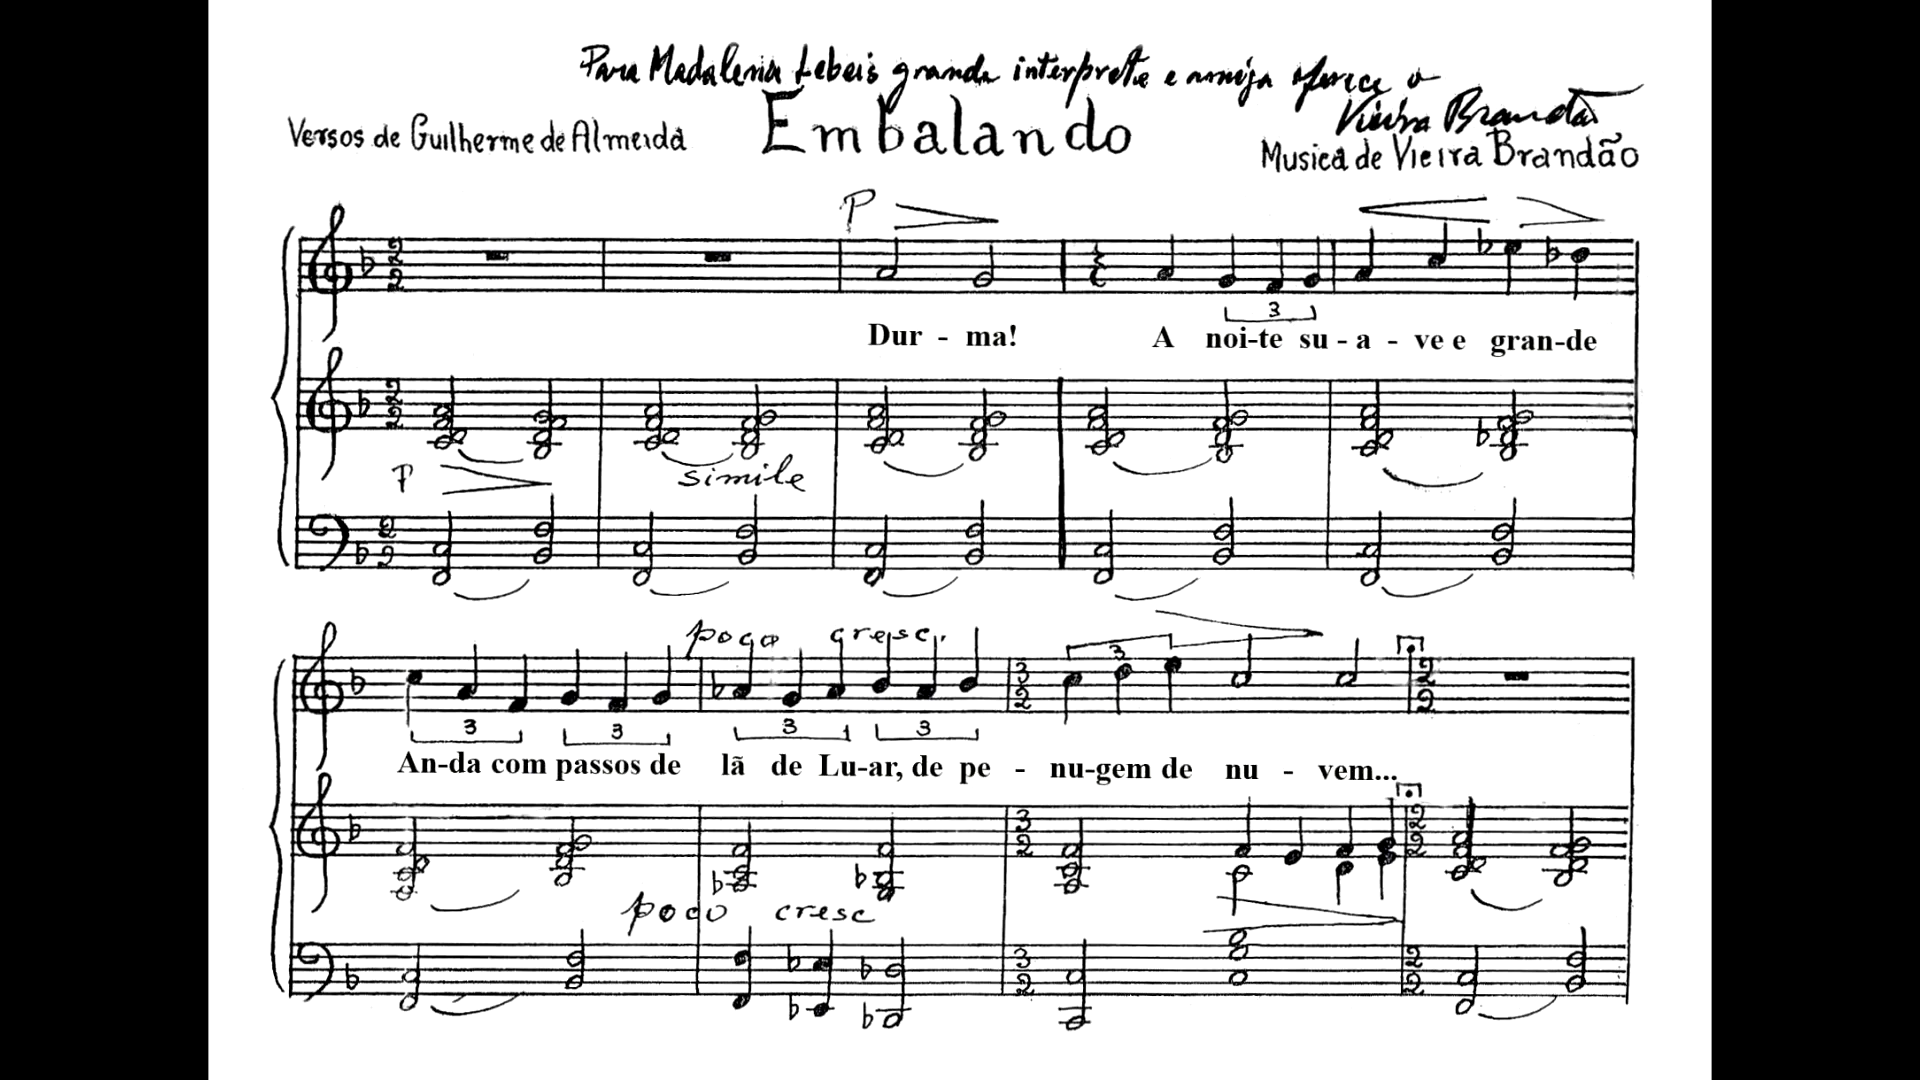 Para Madalena Lebeis grande interprete e amiga oferece o
Vieira Brandão
Versos de Guilherme de Almeida
Embalando
Musica de Vieira Brandão
P
Dur - ma! A noi-te su - a - ve e gran-de
P simile
poco cresc.
An-da com passos de lã de Lu-ar, de pe - nu-gem de nu - vem...
poco cresc